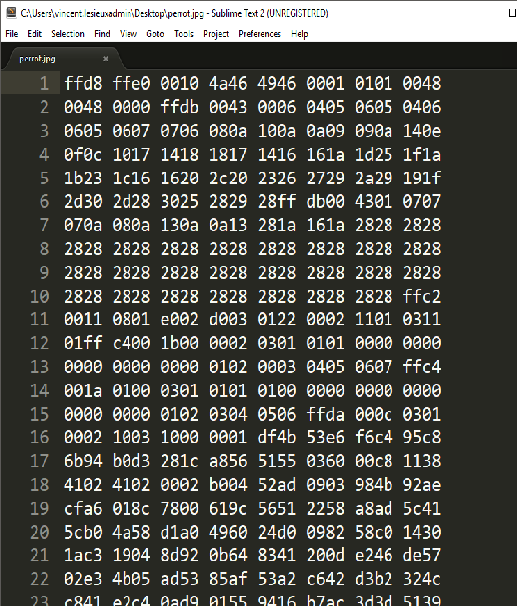 C:\Users\vincent.lesieuxadmin\Desktop\perrot.jpg - Sublime Text 2 (UNREGISTERED)
File Edit Selection Find View Goto Tools Project Preferences Help
perrot.jpg
1 ffd8 ffe0 0010 4a46 4946 0001 0101 0048
2 0048 0000 ffdb 0043 0006 0405 0605 0406
3 0605 0607 0706 080a 100a 0a09 090a 140e
4 0f0c 1017 1418 1817 1416 161a 1d25 1f1a
5 1b23 1c16 1620 2c20 2326 2729 2a29 191f
6 2d30 2d28 3025 2829 28ff db00 4301 0707
7 070a 080a 130a 0a13 281a 161a 2828 2828
8 2828 2828 2828 2828 2828 2828 2828 2828
9 2828 2828 2828 2828 2828 2828 2828 2828
10 2828 2828 2828 2828 2828 2828 2828 ffc2
11 0011 0801 e002 d003 0122 0002 1101 0311
12 01ff c400 1b00 0002 0301 0101 0000 0000
13 0000 0000 0000 0102 0003 0405 0607 ffc4
14 001a 0100 0301 0101 0100 0000 0000 0000
15 0000 0000 0102 0304 0506 ffda 000c 0301
16 0002 1003 1000 0001 df4b 53e6 f6c4 95c8
17 6b94 b0d3 281c a856 5155 0360 00c8 1138
18 4102 4102 0002 b004 52ad 0903 984b 92ae
19 cfa6 018c 7800 619c 5651 2258 a8ad 5c41
20 5cb0 4a58 d1a0 4960 24d0 0982 58c0 1430
21 1ac3 1904 8d92 0b64 8341 200d e246 de57
22 02e3 4b05 ad53 85af 53a2 c642 d3b2 324c
23 c841 e2c4 0ad9 0155 9416 b7ac 3d3d 5139